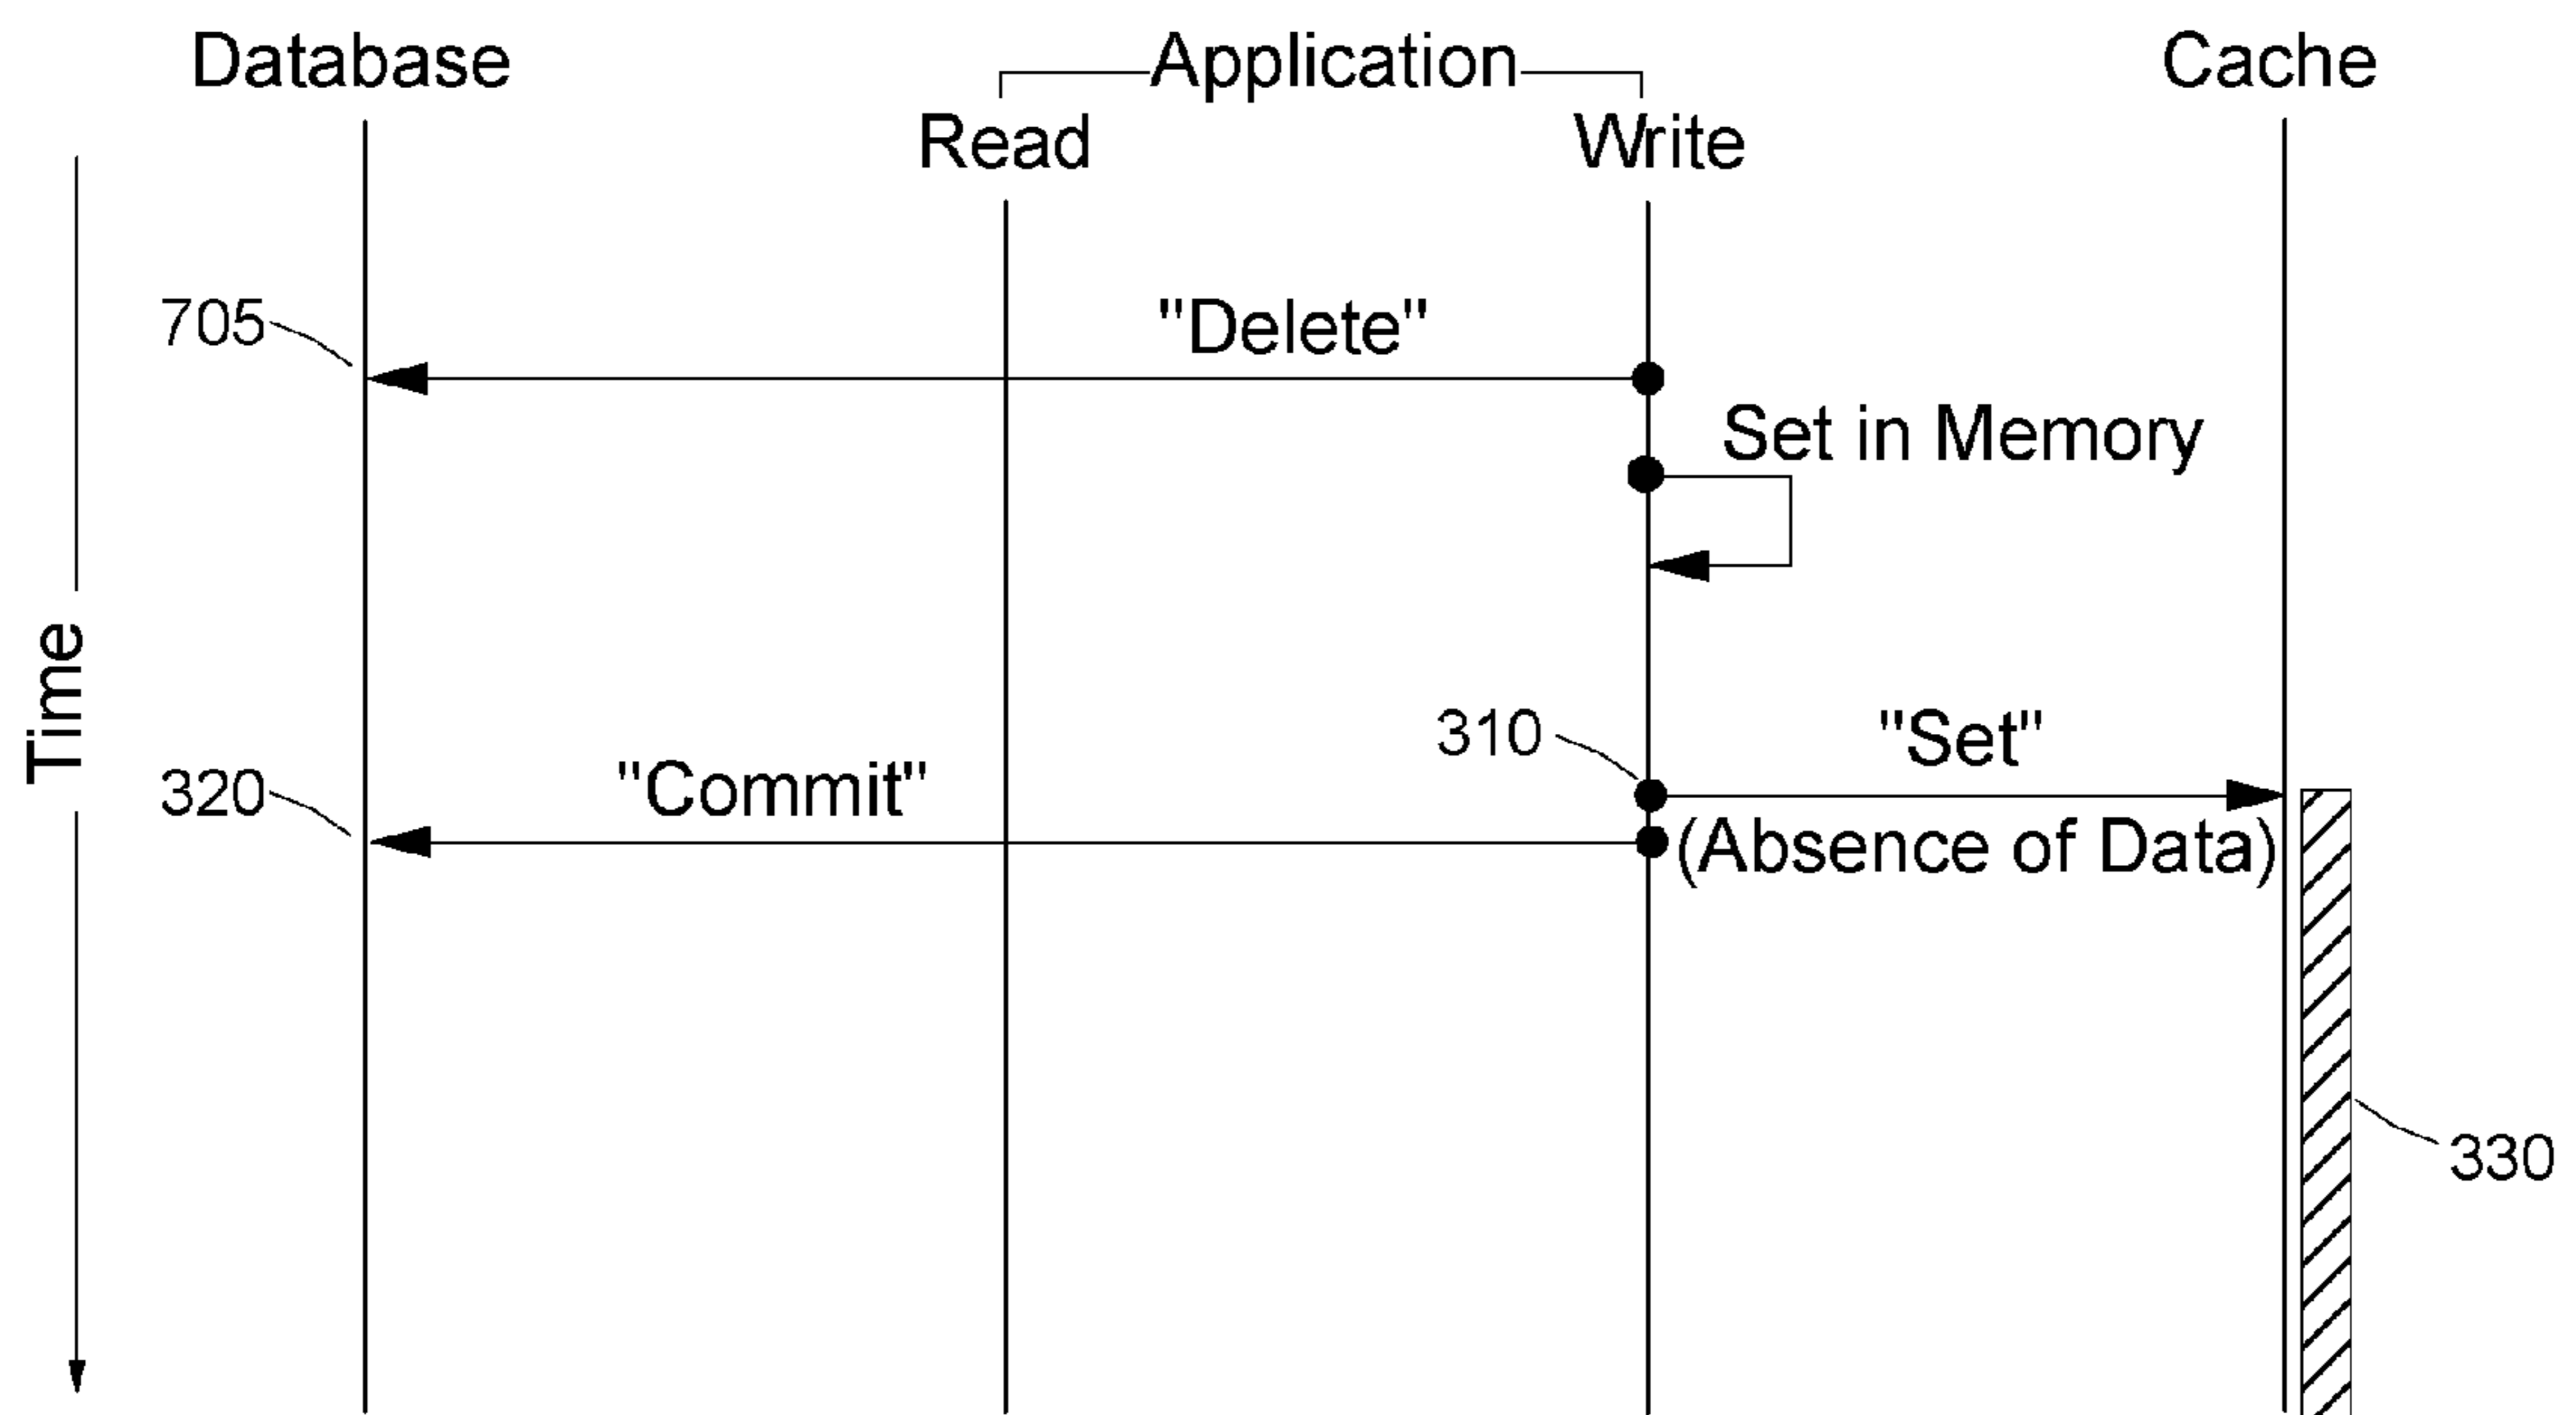 Database
Application
Cache
Read
Write
705
"Delete"
Set in Memory
Time
310
"Set"
320
"Commit"
(Absence of Data)
330